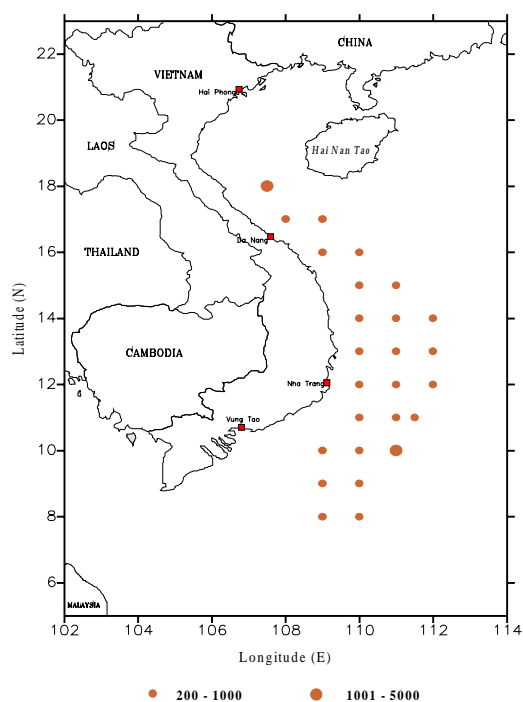 22
20
18
16
14
12
10
8
6
Latitude (N)
CHINA
VIETNAM
Hai Phong
LAOS
Hai Nan Tao
Da Nang
THAILAND
CAMBODIA
Nha Trang
Vung Tao
MALAYSIA
102 104 106 108 110 112 114
Longitude (E)
200 - 1000 1001 - 5000